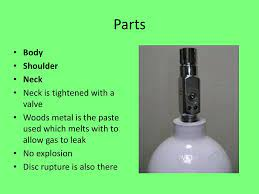 Parts
• Body
• Shoulder
• Neck
• Neck is tightened with a
valve
• Woods metal is the paste
used which melts with to
allow gas to leak
• No explosion
• Disc rupture is also there